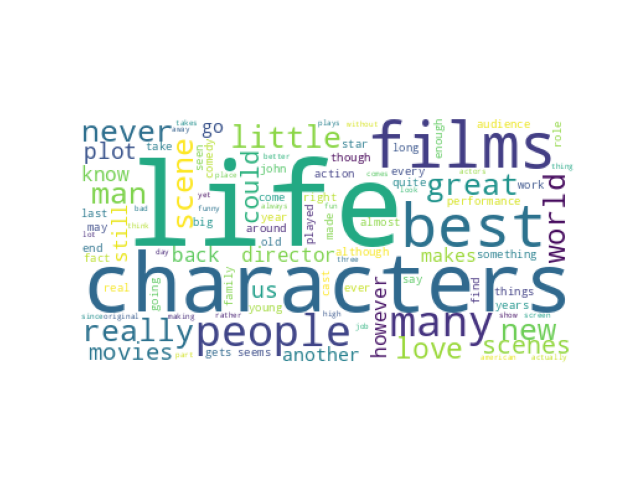 never
takes
away
go
little
plays
without
films
audience
role
plot
take
seen
comedy
scene
better
place
john
star
though
action
long
every
quite
enough
actors
comes
look
thing
know
man
life
could
great
work
world
last
may
lot
yet
think
still
big
funny
come
always
year
right
fun
made
played
almost
best
performance
end
fact
day
back
around
old
director
three
although
makes
something
real
going
characters
family
us
young
cast
ever
however
say
find
things
years
since
original
making
rather
high
job
many
show
screen
new
bad
really
people
movies
part
gets
seems
another
love
american
scenes
actually